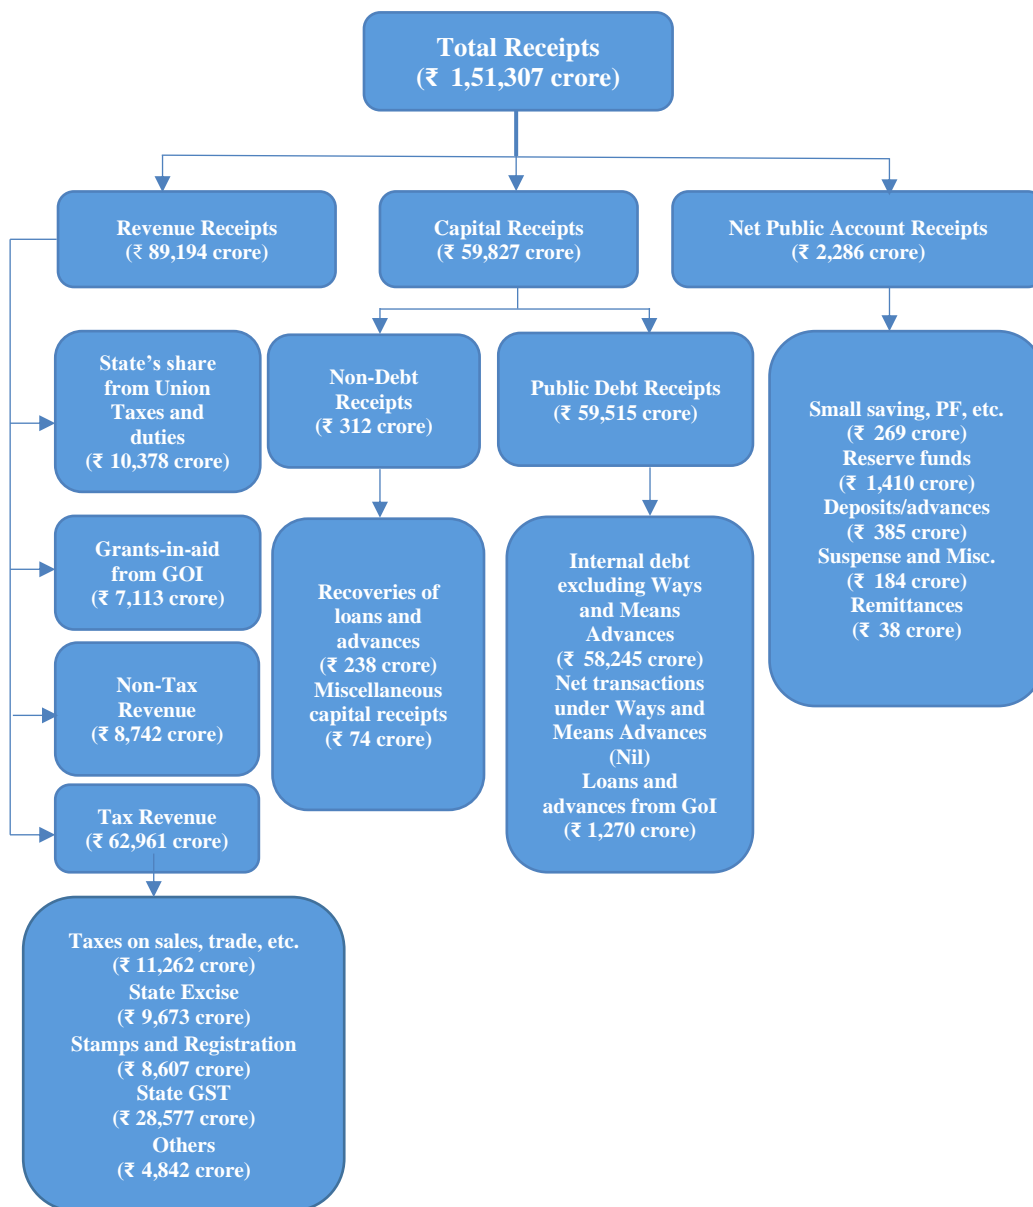 Total Receipts
(₹ 1,51,307 crore)
Revenue Receipts
(₹ 89,194 crore)
Capital Receipts
(₹ 59,827 crore)
Net Public Account Receipts
(₹ 2,286 crore)
State’s share
from Union
Taxes and
duties
(₹ 10,378 crore)
Grants-in-aid
from GOI
(₹ 7,113 crore)
Non-Tax
Revenue
(₹ 8,742 crore)
Tax Revenue
(₹ 62,961 crore)
Taxes on sales, trade, etc.
(₹ 11,262 crore)
State Excise
(₹ 9,673 crore)
Stamps and Registration
(₹ 8,607 crore)
State GST
(₹ 28,577 crore)
Others
(₹ 4,842 crore)
Non-Debt
Receipts
(₹ 312 crore)
Recoveries of
loans and
advances
(₹ 238 crore)
Miscellaneous
capital receipts
(₹ 74 crore)
Public Debt Receipts
(₹ 59,515 crore)
Internal debt
excluding Ways
and Means
Advances
(₹ 58,245 crore)
Net transactions
under Ways and
Means Advances
(Nil)
Loans and
advances from GoI
(₹ 1,270 crore)
Small saving, PF, etc.
(₹ 269 crore)
Reserve funds
(₹ 1,410 crore)
Deposits/advances
(₹ 385 crore)
Suspense and Misc.
(₹ 184 crore)
Remittances
(₹ 38 crore)